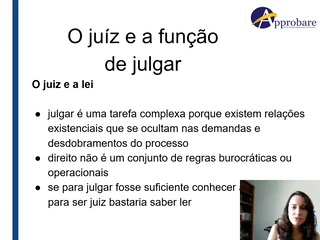 Approbare
O juíz e a função
de julgar
O juiz e a lei
● julgar é uma tarefa complexa porque existem relações
existenciais que se ocultam nas demandas e
desdobramentos do processo
● direito não é um conjunto de regras burocráticas ou
operacionais
● se para julgar fosse suficiente conhecer
para ser juiz bastaria saber ler